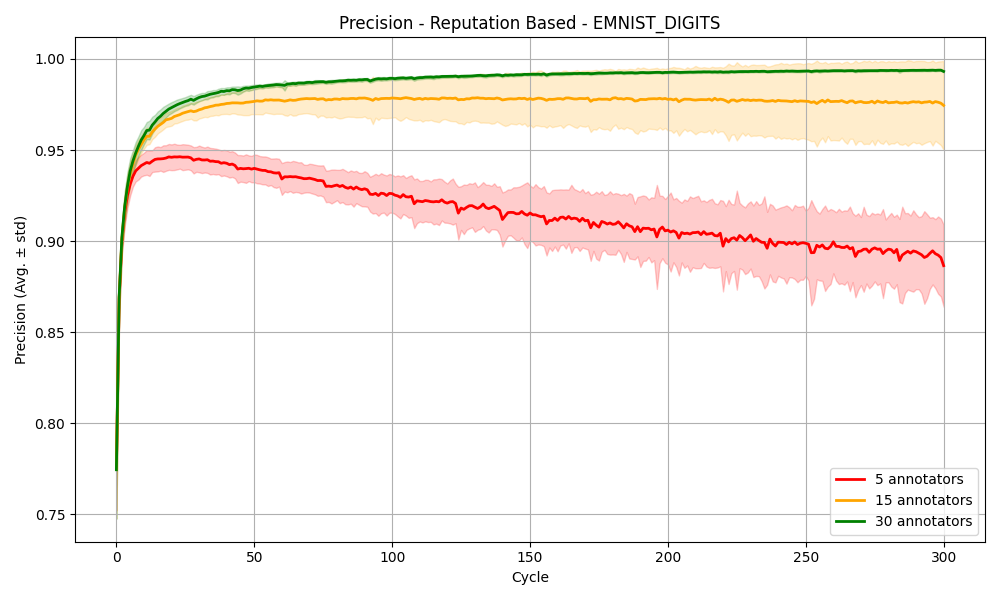 Precision - Reputation Based - EMNIST_DIGITS
Precision (Avg. ± std)
1.00
0.95
0.90
0.85
0.80
0.75
0
50
100
150
200
250
300
Cycle
5 annotators
15 annotators
30 annotators